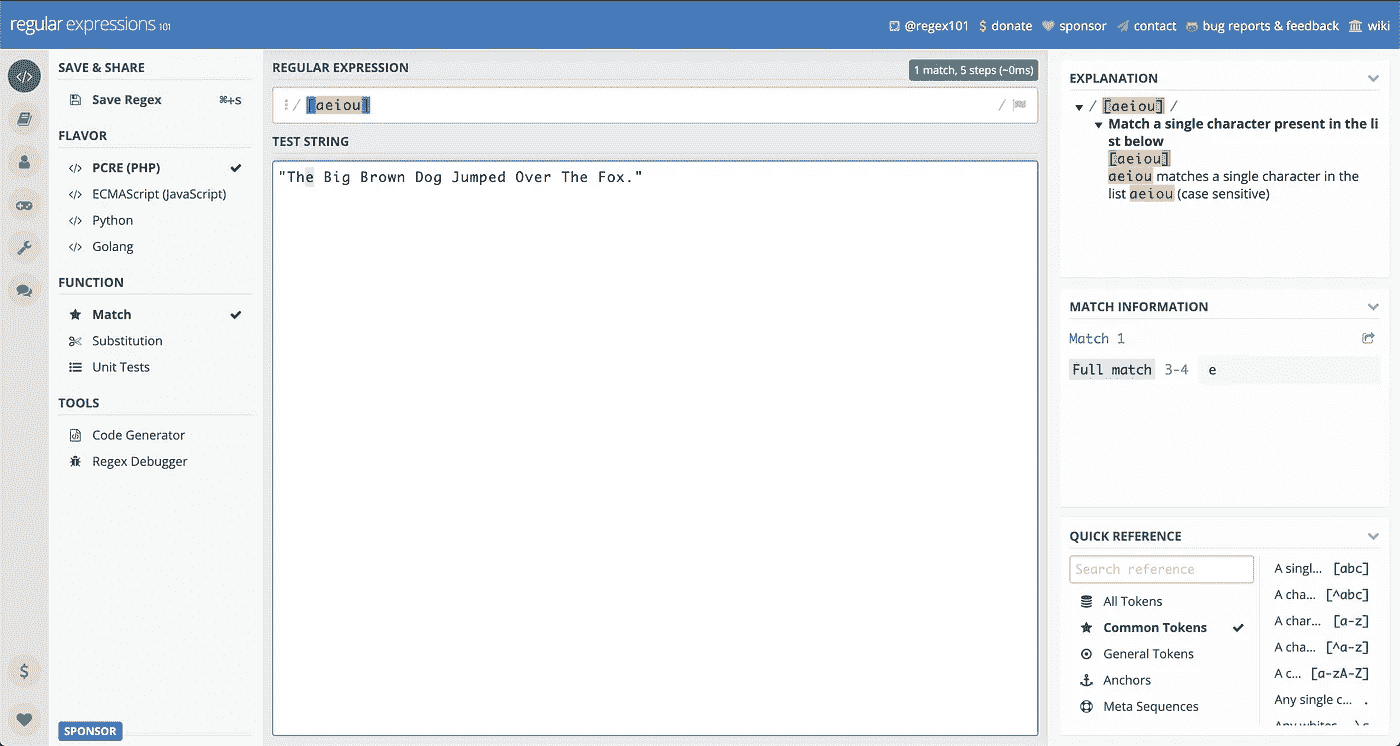 regular expressions 101
@regex101 $ donate sponsor contact bug reports & feedback wiki
SAVE & SHARE
Save Regex ⌘+S
FLAVOR
</> PCRE (PHP)
</> ECMAScript (JavaScript)
</> Python
</> Golang
FUNCTION
Match
Substitution
Unit Tests
TOOLS
Code Generator
Regex Debugger
$
SPONSOR
REGULAR EXPRESSION
1 match, 5 steps (~0ms)
/ [aeiou] /
TEST STRING
"The Big Brown Dog Jumped Over The Fox."
EXPLANATION
/ [aeiou] /
Match a single character present in the li
st below
[aeiou]
aeiou matches a single character in the
list aeiou (case sensitive)
MATCH INFORMATION
Match 1
Full match 3-4 e
QUICK REFERENCE
Search reference
All Tokens
Common Tokens
General Tokens
Anchors
Meta Sequences
A singl... [abc]
A cha... [^abc]
A char... [a-z]
A cha... [^a-z]
A c... [a-zA-Z]
Any single c... .